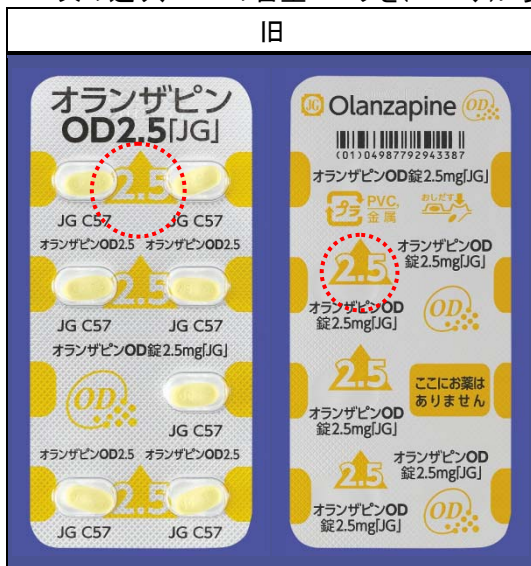 旧
オランザピン
OD2.5「JG」
2.5
JG C57 JG C57
オランザピンOD2.5 オランザピンOD2.5
2.5
JG C57 JG C57
オランザピンOD錠2.5mg「JG」
OD
JG C57
オランザピンOD2.5 オランザピンOD2.5
2.5
JG C57 JG C57
JG Olanzapine OD
(01)04987792943387
オランザピンOD錠2.5mg「JG」
プラ PVC, 金属 おしだす
オランザピンOD
錠2.5mg「JG」
2.5
オランザピンOD
錠2.5mg「JG」
OD
2.5
ここにお薬は
ありません
オランザピンOD
錠2.5mg「JG」
オランザピンOD
錠2.5mg「JG」
2.5
オランザピンOD
錠2.5mg「JG」
OD